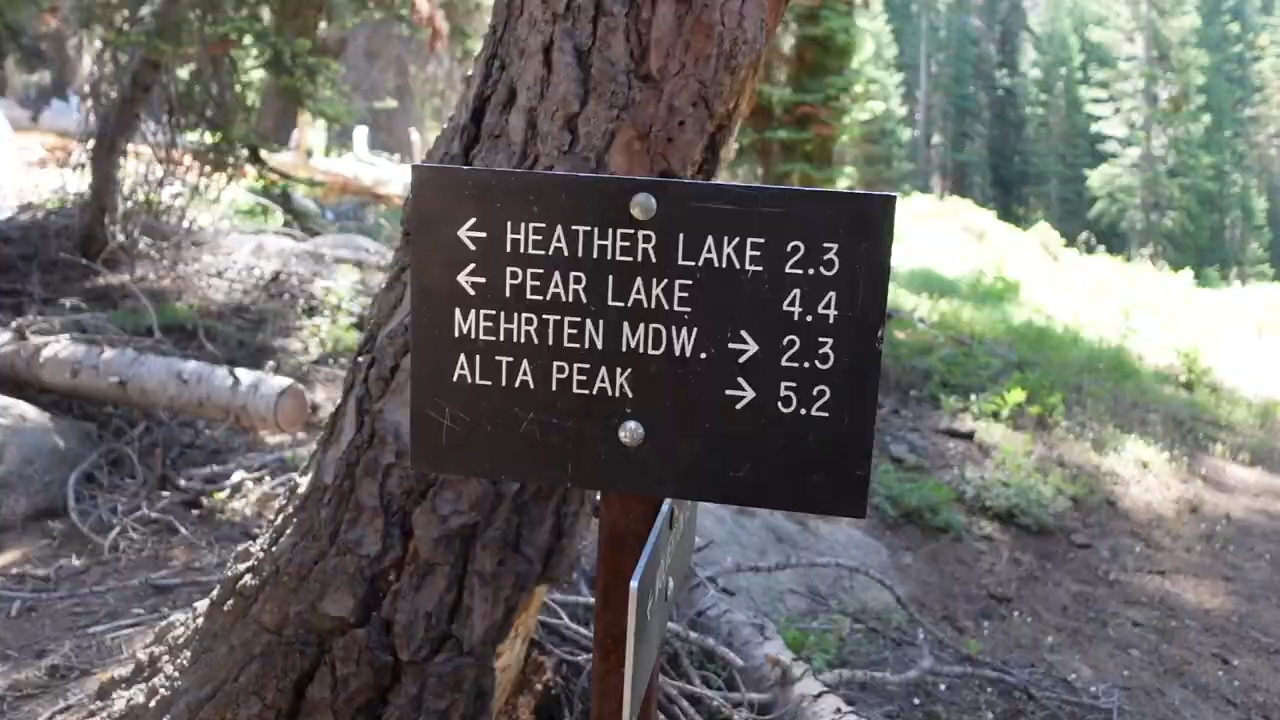 ← HEATHER LAKE 2.3
← PEAR LAKE 4.4
MEHRTEN MDW. → 2.3
ALTA PEAK → 5.2